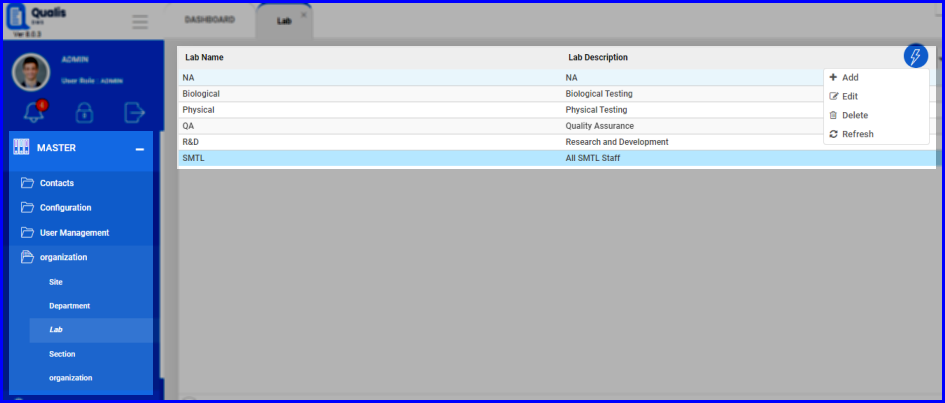 Qualis
Ver 8.0.3
DASHBOARD
Lab
ADMIN
User Role : ADMIN
4
MASTER
Contacts
Configuration
User Management
organization
Site
Department
Lab
Section
organization
Lab Name Lab Description
NA NA
Biological Biological Testing
Physical Physical Testing
QA Quality Assurance
R&D Research and Development
SMTL All SMTL Staff
Add
Edit
Delete
Refresh